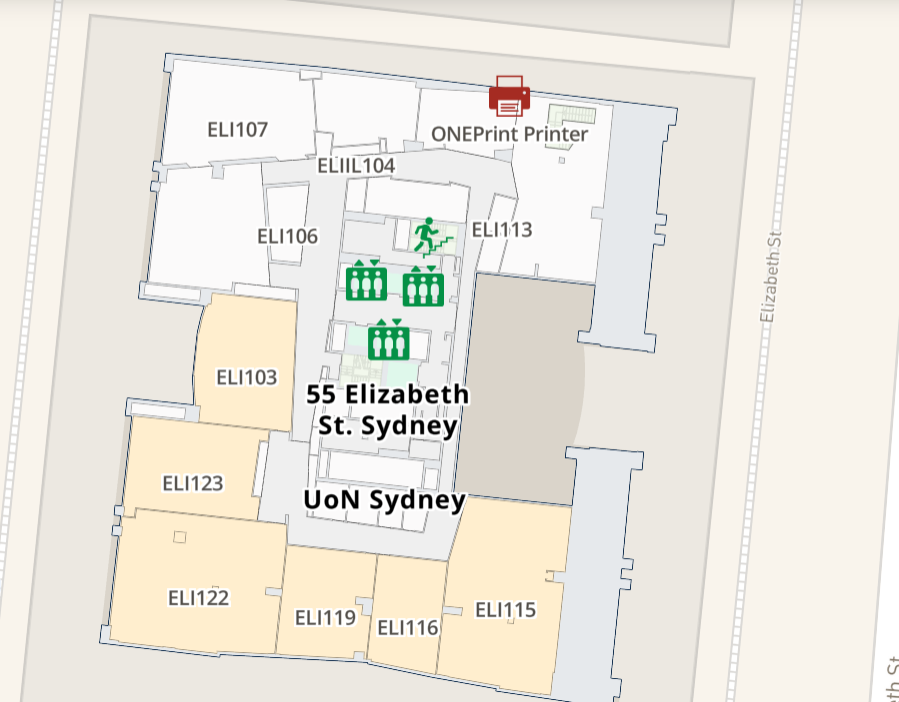 ELI107
ONEPrint Printer
ELIIL104
ELI106
ELI113
Elizabeth St
ELI103
55 Elizabeth
St. Sydney
ELI123
UoN Sydney
ELI122
ELI119
ELI116
ELI115
eth St